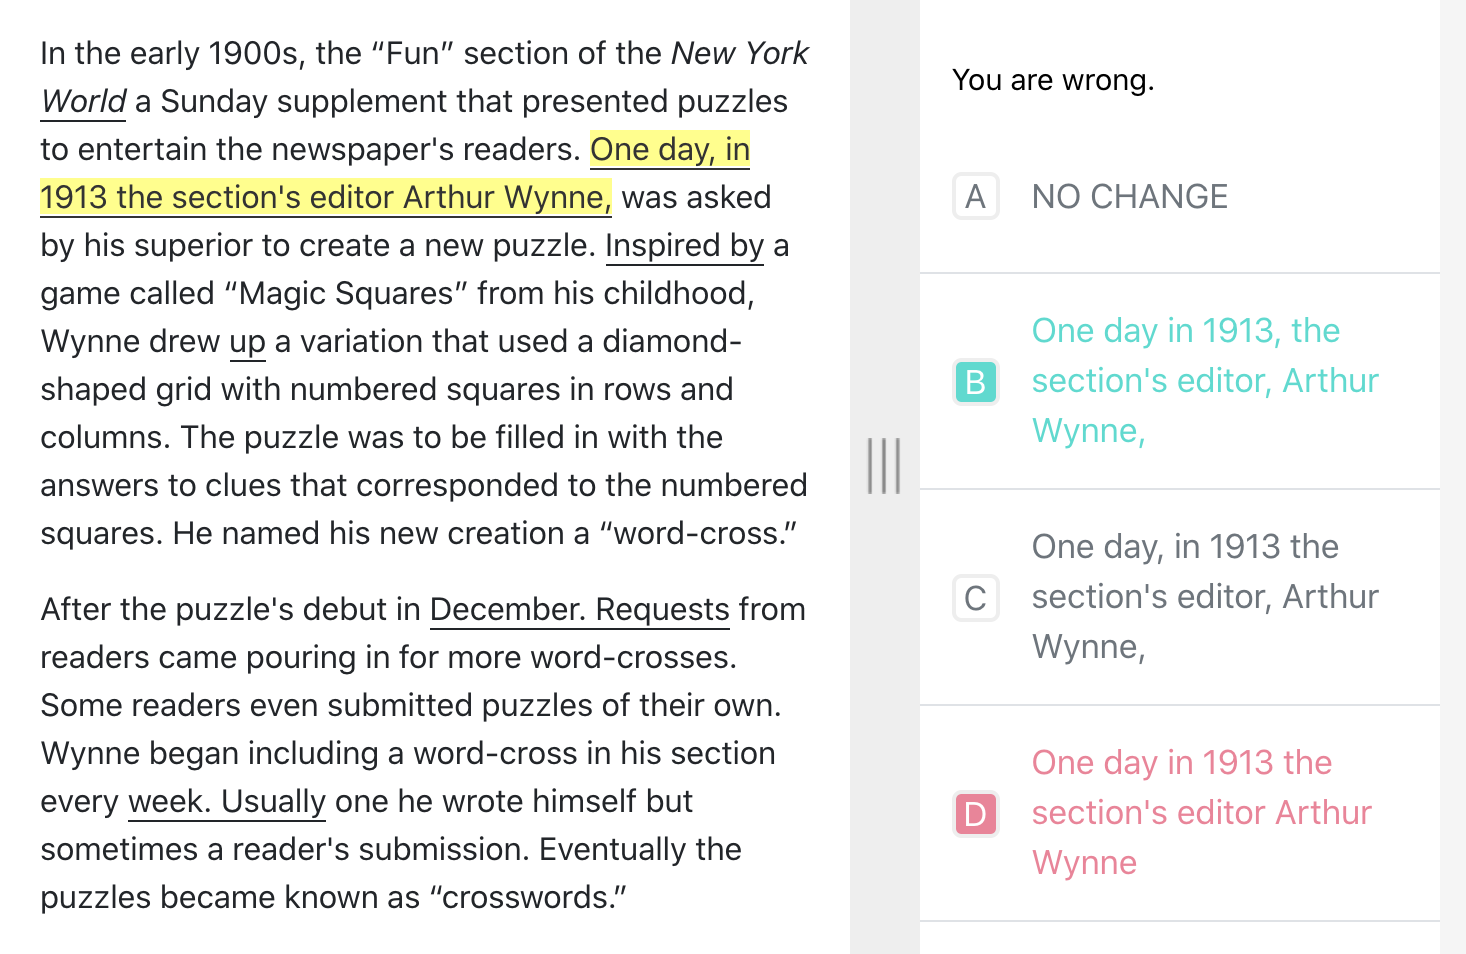 In the early 1900s, the “Fun” section of the New York
World a Sunday supplement that presented puzzles
to entertain the newspaper's readers. One day, in
1913 the section's editor Arthur Wynne, was asked
by his superior to create a new puzzle. Inspired by a
game called “Magic Squares” from his childhood,
Wynne drew up a variation that used a diamond-
shaped grid with numbered squares in rows and
columns. The puzzle was to be filled in with the
answers to clues that corresponded to the numbered
squares. He named his new creation a “word-cross.”
After the puzzle's debut in December. Requests from
readers came pouring in for more word-crosses.
Some readers even submitted puzzles of their own.
Wynne began including a word-cross in his section
every week. Usually one he wrote himself but
sometimes a reader's submission. Eventually the
puzzles became known as “crosswords.”
You are wrong.
A NO CHANGE
B One day in 1913, the
section's editor, Arthur
Wynne,
C One day, in 1913 the
section's editor, Arthur
Wynne,
D One day in 1913 the
section's editor Arthur
Wynne